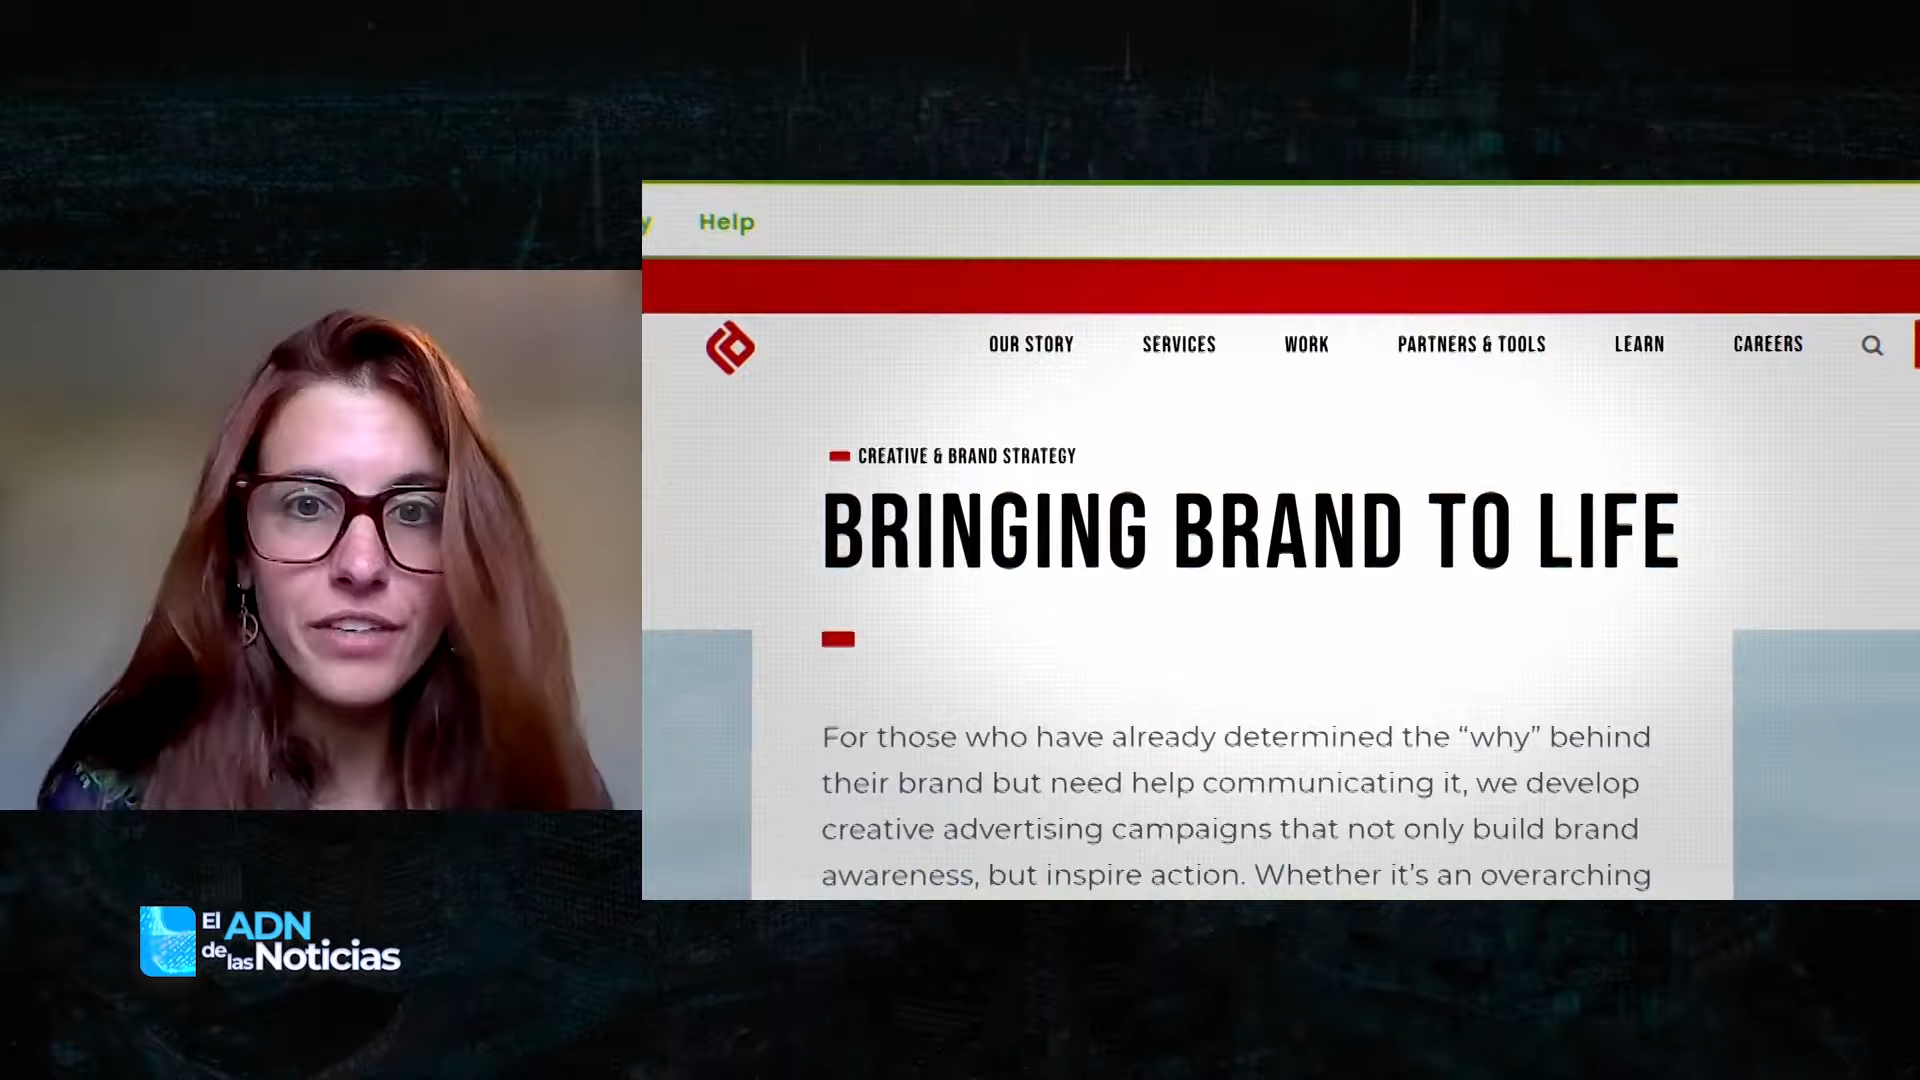 Help
OUR STORY
SERVICES
WORK
PARTNERS & TOOLS
LEARN
CAREERS
CREATIVE & BRAND STRATEGY
BRINGING BRAND TO LIFE
For those who have already determined the “why” behind
their brand but need help communicating it, we develop
creative advertising campaigns that not only build brand
awareness, but inspire action. Whether it’s an overarching
El ADN
de las Noticias